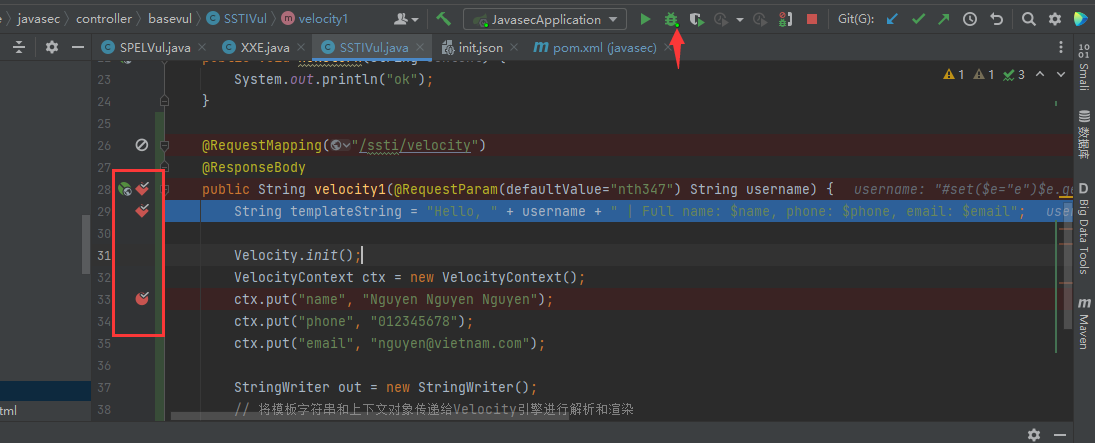 javasec controller basevul SSTIVul velocity1 JavasecApplication Git(G):
SPELVul.java XXE.java SSTIVul.java init.json pom.xml (javasec)
23 System.out.println("ok"); 1 1 3
24 }
25
26 @RequestMapping("/ssti/velocity")
27 @ResponseBody
28 public String velocity1(@RequestParam(defaultValue="nth347") String username) { username: "#set($e="e")$e.ge
29 String templateString = "Hello, " + username + " | Full name: $name, phone: $phone, email: $email"; use
30
31 Velocity.init();
32 VelocityContext ctx = new VelocityContext();
33 ctx.put("name", "Nguyen Nguyen Nguyen");
34 ctx.put("phone", "012345678");
35 ctx.put("email", "nguyen@vietnam.com");
36
37 StringWriter out = new StringWriter();
38 // 将模板字符串和上下文对象传递给Velocity引擎进行解析和渲染
tml
Smali
数据库
D Big Data Tools
m Maven